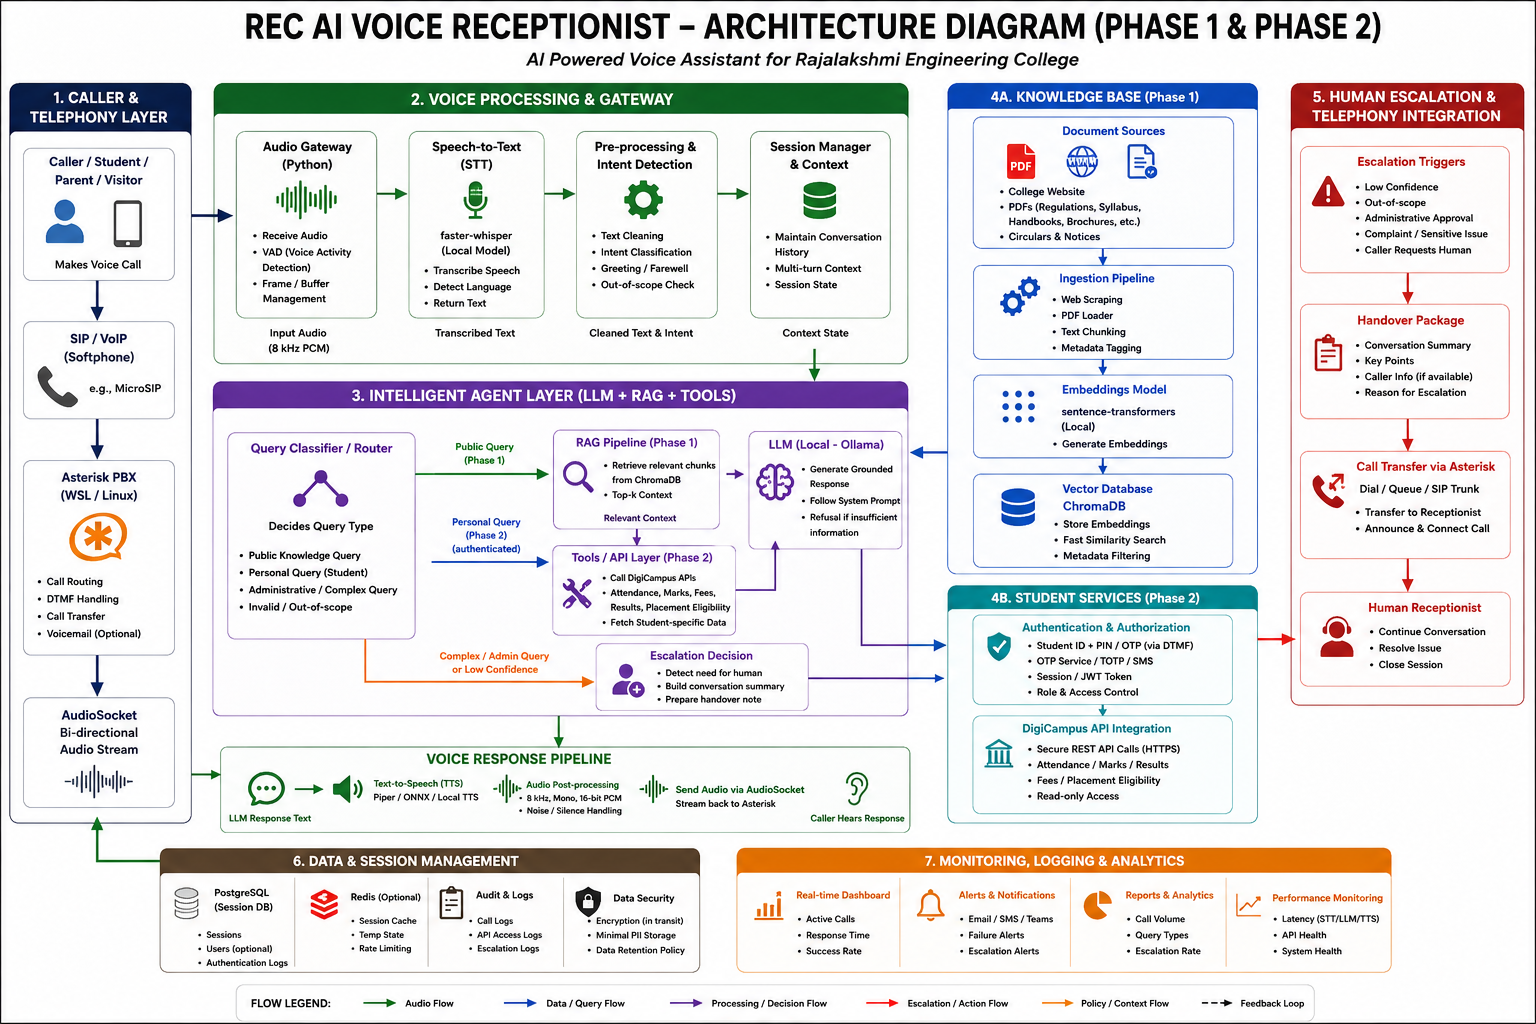 REC AI VOICE RECEPTIONIST – ARCHITECTURE DIAGRAM (PHASE 1 & PHASE 2)
AI Powered Voice Assistant for Rajalakshmi Engineering College
1. CALLER &
TELEPHONY LAYER
Caller / Student /
Parent / Visitor
Makes Voice Call
SIP / VoIP
(Softphone)
e.g., MicroSIP
Asterisk PBX
(WSL / Linux)
• Call Routing
• DTMF Handling
• Call Transfer
• Voicemail (Optional)
AudioSocket
Bi-directional
Audio Stream
2. VOICE PROCESSING & GATEWAY
Audio Gateway
(Python)
• Receive Audio
• VAD (Voice Activity
Detection)
• Frame / Buffer
Management
Input Audio
(8 kHz PCM)
Speech-to-Text
(STT)
faster-whisper
(Local Model)
• Transcribe Speech
• Detect Language
• Return Text
Transcribed Text
Pre-processing &
Intent Detection
• Text Cleaning
• Intent Classification
• Greeting / Farewell
• Out-of-scope Check
Cleaned Text & Intent
Session Manager
& Context
• Maintain Conversation
History
• Multi-turn Context
• Session State
Context State
3. INTELLIGENT AGENT LAYER (LLM + RAG + TOOLS)
Query Classifier / Router
Decides Query Type
• Public Knowledge Query
• Personal Query (Student)
• Administrative / Complex Query
• Invalid / Out-of-scope
Public Query
(Phase 1)
Personal Query
(Phase 2)
(authenticated)
Complex / Admin Query
or Low Confidence
RAG Pipeline (Phase 1)
• Retrieve relevant chunks
from ChromaDB
• Top-k Context
Relevant Context
Tools / API Layer (Phase 2)
• Call DigiCampus APIs
• Attendance, Marks, Fees,
Results, Placement Eligibility
• Fetch Student-specific Data
Escalation Decision
• Detect need for human
• Build conversation summary
• Prepare handover note
LLM (Local - Ollama)
• Generate Grounded
Response
• Follow System Prompt
• Refusal if insufficient
information
VOICE RESPONSE PIPELINE
LLM Response Text
Text-to-Speech (TTS)
Piper / ONNX / Local TTS
Audio Post-processing
• 8 kHz, Mono, 16-bit PCM
• Noise / Silence Handling
Send Audio via AudioSocket
Stream back to Asterisk
Caller Hears Response
4A. KNOWLEDGE BASE (Phase 1)
Document Sources
PDF
WWW
• College Website
• PDFs (Regulations, Syllabus,
Handbooks, Brochures, etc.)
• Circulars & Notices
Ingestion Pipeline
• Web Scraping
• PDF Loader
• Text Chunking
• Metadata Tagging
Embeddings Model
sentence-transformers
(Local)
• Generate Embeddings
Vector Database
ChromaDB
• Store Embeddings
• Fast Similarity Search
• Metadata Filtering
4B. STUDENT SERVICES (Phase 2)
Authentication & Authorization
• Student ID + PIN / OTP (via DTMF)
• OTP Service / TOTP / SMS
• Session / JWT Token
• Role & Access Control
DigiCampus API Integration
• Secure REST API Calls (HTTPS)
• Attendance / Marks / Results
• Fees / Placement Eligibility
• Read-only Access
5. HUMAN ESCALATION &
TELEPHONY INTEGRATION
Escalation Triggers
• Low Confidence
• Out-of-scope
• Administrative Approval
• Complaint / Sensitive Issue
• Caller Requests Human
Handover Package
• Conversation Summary
• Key Points
• Caller Info (if available)
• Reason for Escalation
Call Transfer via Asterisk
Dial / Queue / SIP Trunk
• Transfer to Receptionist
• Announce & Connect Call
Human Receptionist
• Continue Conversation
• Resolve Issue
• Close Session
6. DATA & SESSION MANAGEMENT
PostgreSQL
(Session DB)
• Sessions
• Users (optional)
• Authentication Logs
Redis (Optional)
• Session Cache
• Temp State
• Rate Limiting
Audit & Logs
• Call Logs
• API Access Logs
• Escalation Logs
Data Security
• Encryption (in transit)
• Minimal PII Storage
• Data Retention Policy
7. MONITORING, LOGGING & ANALYTICS
Real-time Dashboard
• Active Calls
• Response Time
• Success Rate
Alerts & Notifications
• Email / SMS / Teams
• Failure Alerts
• Escalation Alerts
Reports & Analytics
• Call Volume
• Query Types
• Escalation Rate
Performance Monitoring
• Latency (STT/LLM/TTS)
• API Health
• System Health
FLOW LEGEND:
Audio Flow
Data / Query Flow
Processing / Decision Flow
Escalation / Action Flow
Policy / Context Flow
Feedback Loop